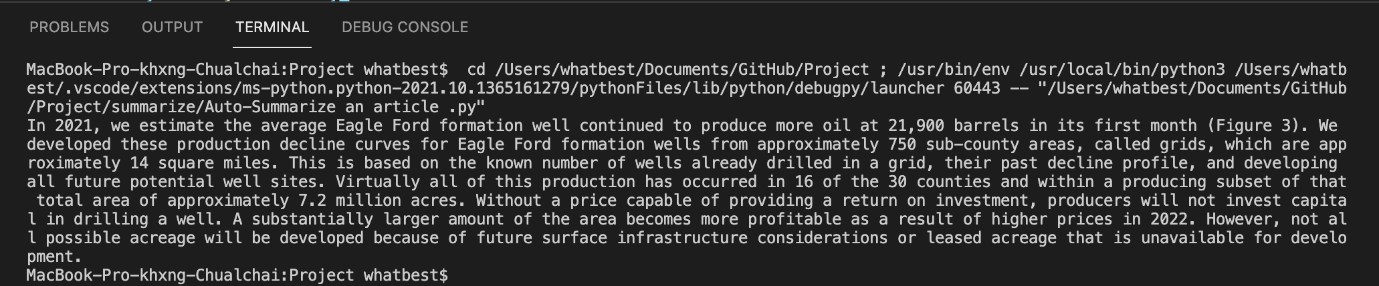 PROBLEMS OUTPUT TERMINAL DEBUG CONSOLE
MacBook-Pro-khxng-Chualchai:Project whatbest$  cd /Users/whatbest/Documents/GitHub/Project ; /usr/bin/env /usr/local/bin/python3 /Users/whatb
est/.vscode/extensions/ms-python.python-2021.10.1365161279/pythonFiles/lib/python/debugpy/launcher 60443 -- "/Users/whatbest/Documents/GitHub
/Project/summarize/Auto-Summarize an article .py"
In 2021, we estimate the average Eagle Ford formation well continued to produce more oil at 21,900 barrels in its first month (Figure 3). We
developed these production decline curves for Eagle Ford formation wells from approximately 750 sub-county areas, called grids, which are app
roximately 14 square miles. This is based on the known number of wells already drilled in a grid, their past decline profile, and developing
all future potential well sites. Virtually all of this production has occurred in 16 of the 30 counties and within a producing subset of that
 total area of approximately 7.2 million acres. Without a price capable of providing a return on investment, producers will not invest capita
l in drilling a well. A substantially larger amount of the area becomes more profitable as a result of higher prices in 2022. However, not al
l possible acreage will be developed because of future surface infrastructure considerations or leased acreage that is unavailable for develo
pment.
MacBook-Pro-khxng-Chualchai:Project whatbest$